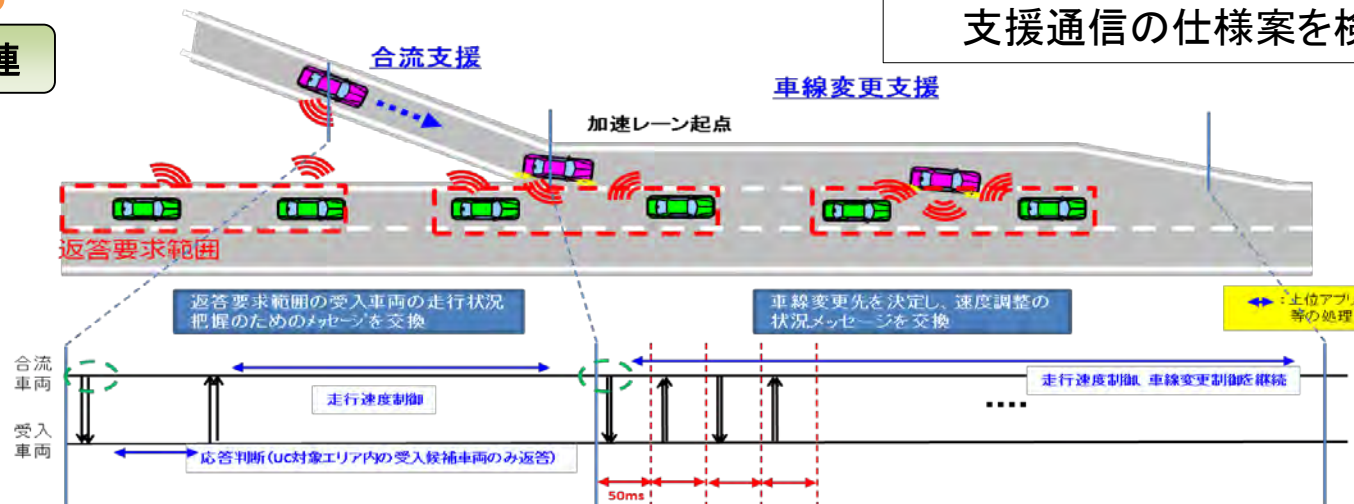 支援通信の仕様案を検
連
合流支援
車線変更支援
加速レーン起点
返答要求範囲
返答要求範囲の受入車両の走行状況
把握のためのメッセージを交換
車線変更先を決定し、速度調整の
状況メッセージを交換
:上位アプリ
等の処理
合流
車両
走行速度制御
走行速度制御、車線変更制御を継続
受入
車両
応答判断(UC対象エリア内の受入候補車両のみ返答)
50ms